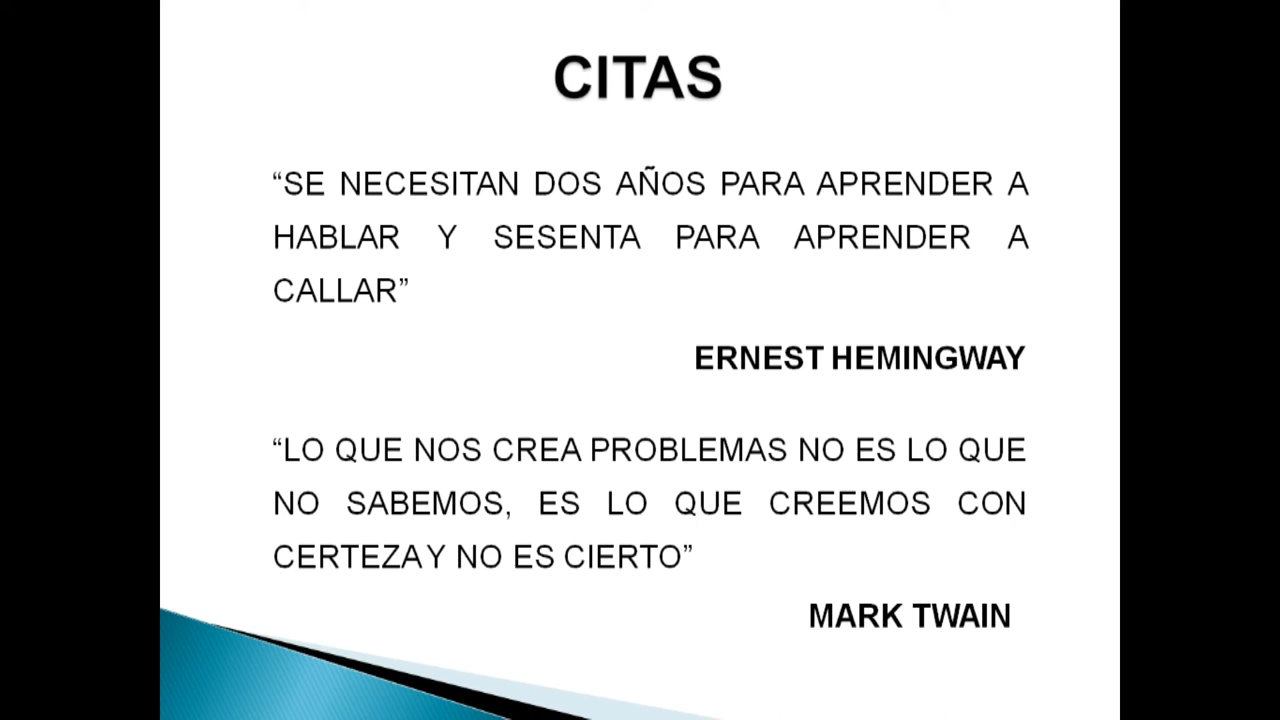 CITAS
“SE NECESITAN DOS AÑOS PARA APRENDER A
HABLAR Y SESENTA PARA APRENDER A
CALLAR”
ERNEST HEMINGWAY
“LO QUE NOS CREA PROBLEMAS NO ES LO QUE
NO SABEMOS, ES LO QUE CREEMOS CON
CERTEZA Y NO ES CIERTO”
MARK TWAIN